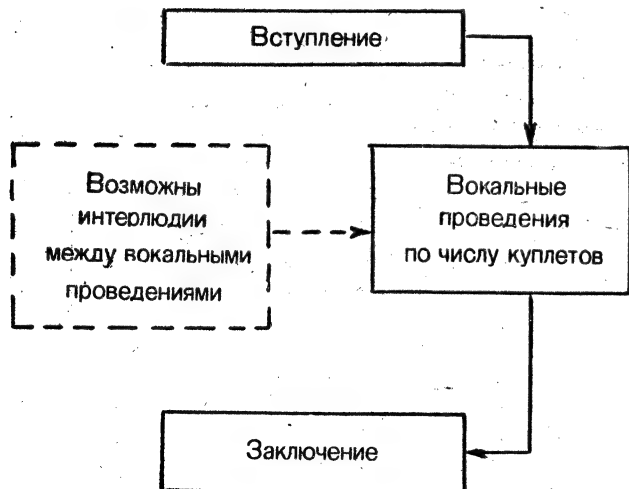 Вступление
Возможны
интерлюдии
между вокальными
проведениями
Вокальные
проведения
по числу куплетов
Заключение